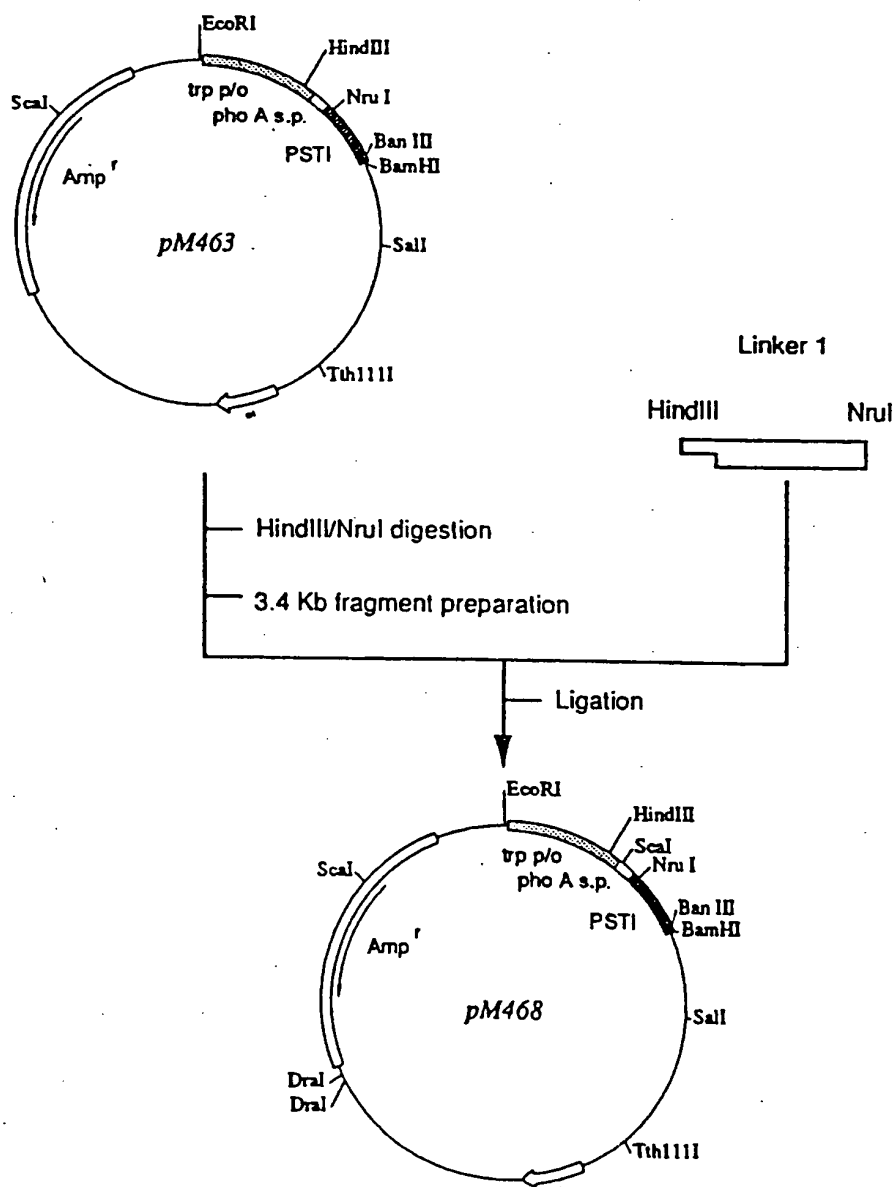 EcoRI
HindIII
trp p/o
Nru I
pho A s.p.
ScaI
Ban III
PSTI
BamHI
Amp r
pM463
SalI
Tth111I
Linker 1
HindIII NruI
HindIII/NruI digestion
3.4 Kb fragment preparation
Ligation
EcoRI
HindIII
ScaI
trp p/o
Nru I
pho A s.p.
ScaI
Ban III
PSTI
BamHI
Amp r
pM468
SalI
DraI
DraI
Tth111I